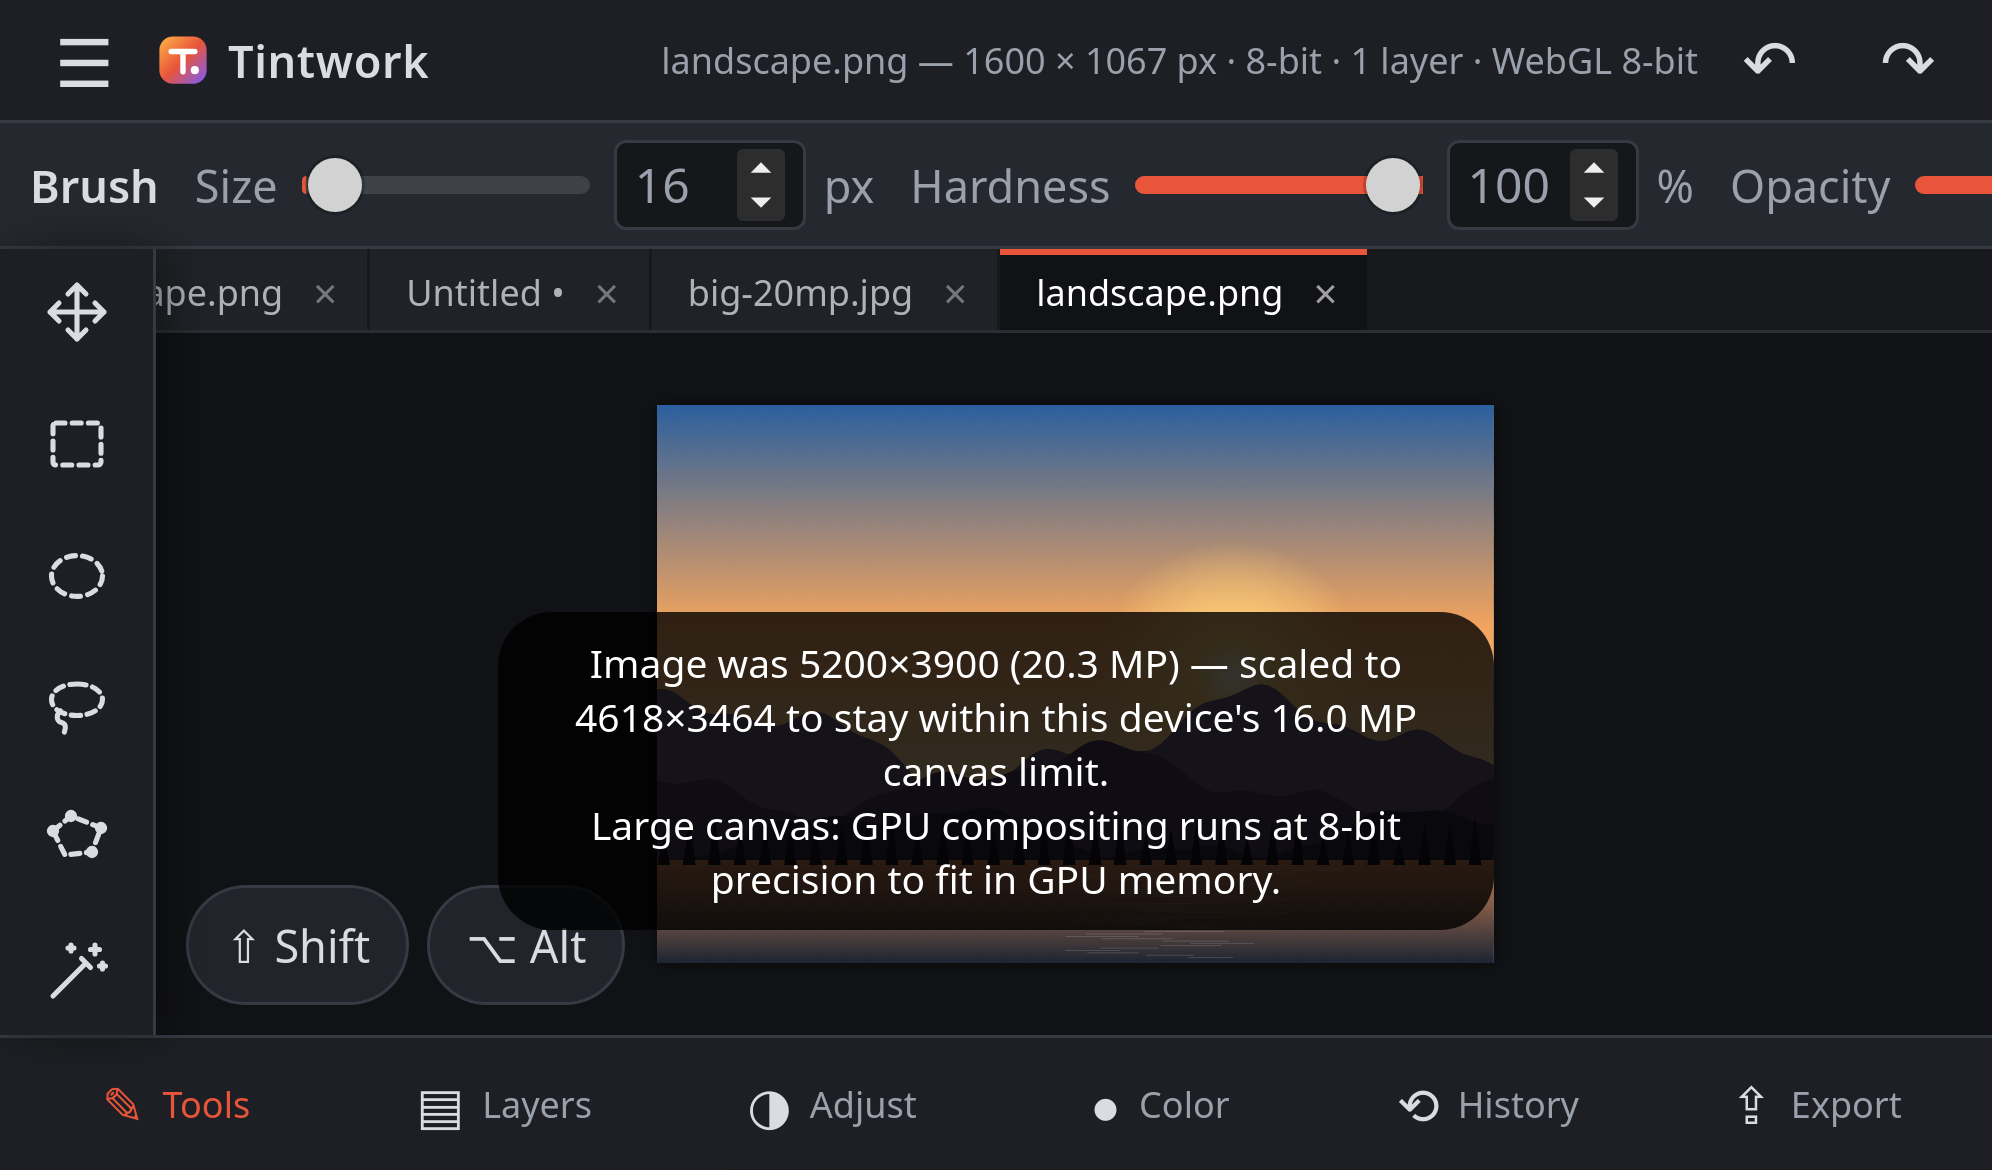 ☰ Tintwork landscape.png — 1600 × 1067 px · 8-bit · 1 layer · WebGL 8-bit ↶ ↷
Brush Size 16 px Hardness 100 % Opacity
ape.png × Untitled • × big-20mp.jpg × landscape.png ×
Image was 5200×3900 (20.3 MP) — scaled to
4618×3464 to stay within this device's 16.0 MP
canvas limit.
Large canvas: GPU compositing runs at 8-bit
precision to fit in GPU memory.
⇧ Shift ⌥ Alt
Tools Layers Adjust Color History Export